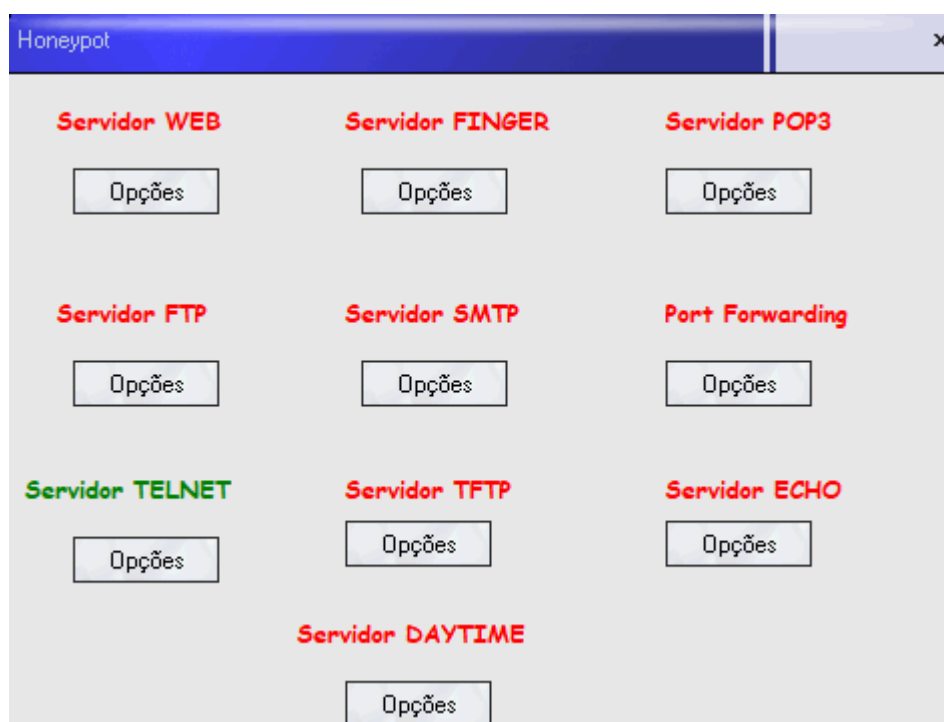 Honeypot x
Servidor WEB Servidor FINGER Servidor POP3
Opções Opções Opções
Servidor FTP Servidor SMTP Port Forwarding
Opções Opções Opções
Servidor TELNET Servidor TFTP Servidor ECHO
Opções Opções Opções
Servidor DAYTIME
Opções